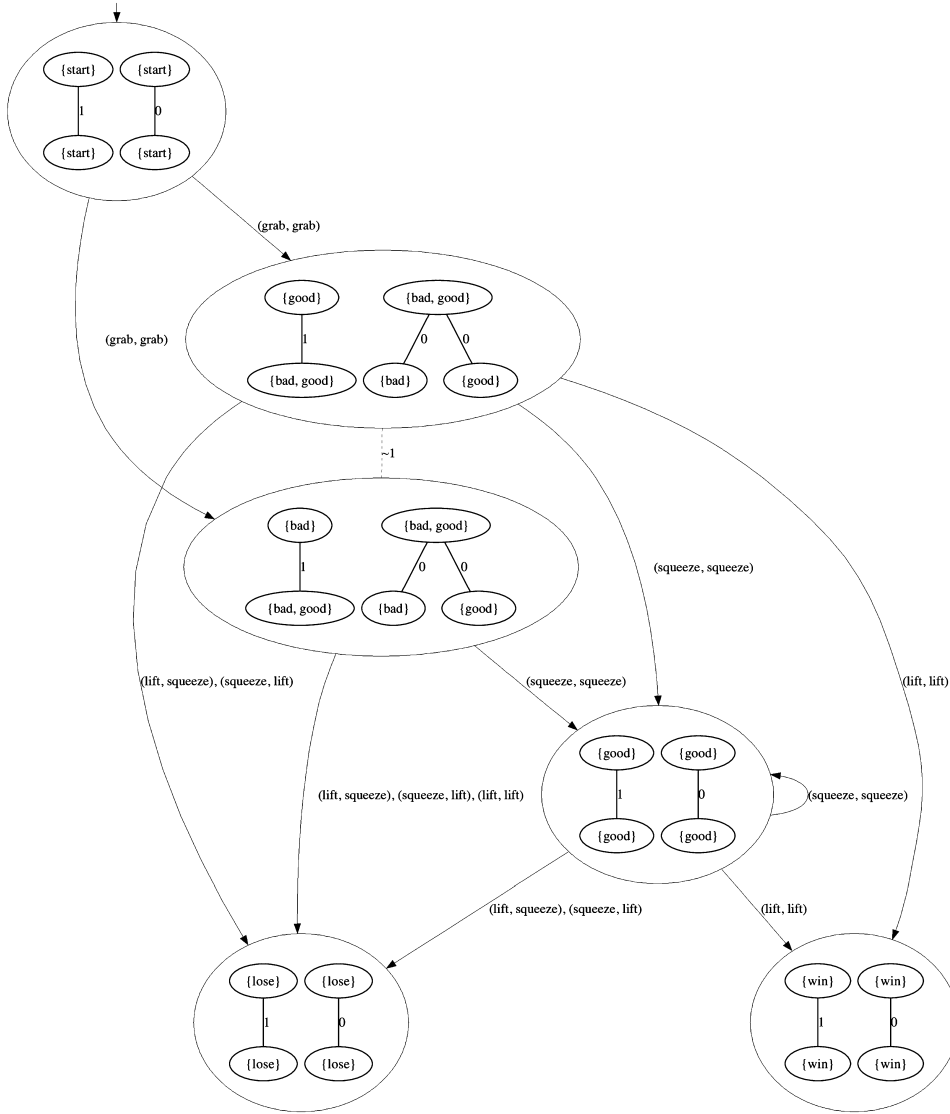 {start} {start}
1 0
{start} {start}
(grab, grab)
{good} {bad, good}
(grab, grab)
1 0 0
{bad, good} {bad} {good}
~1
{bad} {bad, good}
(squeeze, squeeze)
1 0 0
{bad, good} {bad} {good}
(lift, squeeze), (squeeze, lift)
(squeeze, squeeze)
(lift, lift)
{good} {good}
(lift, squeeze), (squeeze, lift), (lift, lift)
1 0
(squeeze, squeeze)
{good} {good}
(lift, squeeze), (squeeze, lift)
(lift, lift)
{lose} {lose}
{win} {win}
1 0
1 0
{lose} {lose}
{win} {win}